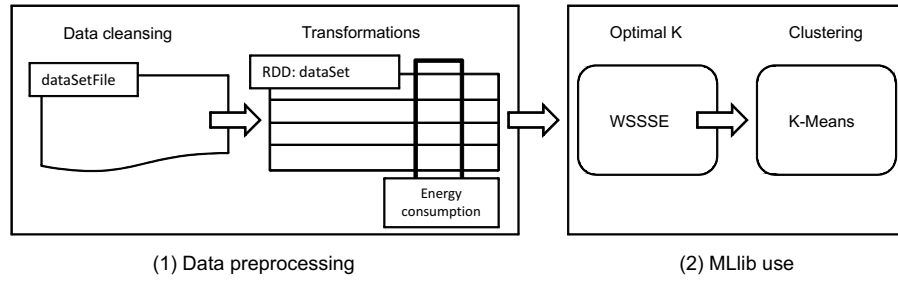 Data cleansing
Transformations
dataSetFile
RDD: dataSet
Energy
consumption
(1) Data preprocessing
Optimal K
Clustering
WSSSE
K-Means
(2) MLlib use